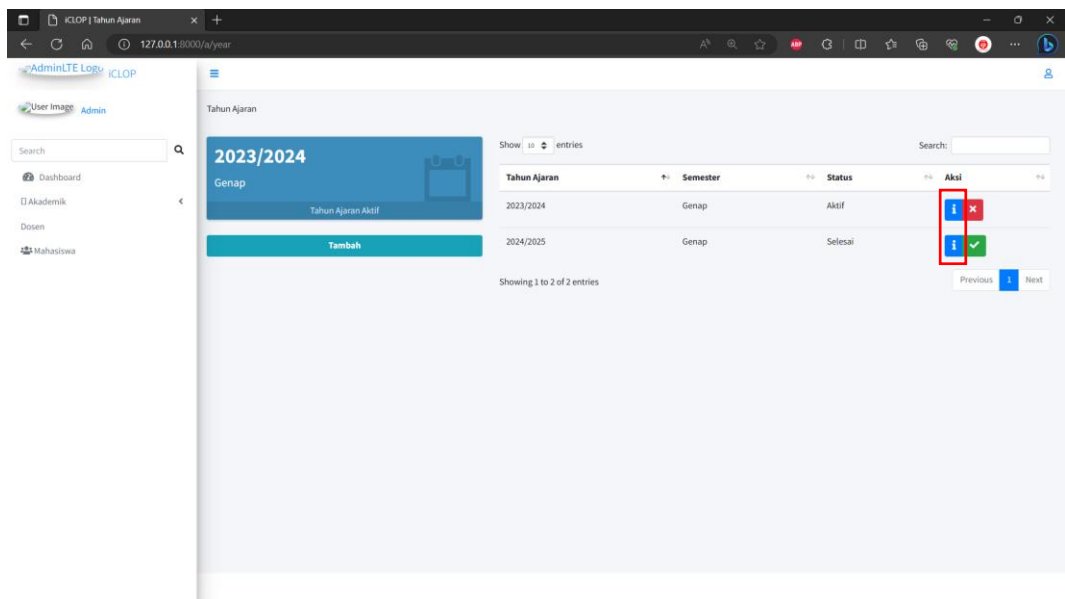 iCLOP | Tahun Ajaran
127.0.0.1:8000/a/year
ABP
AdminLTE Logo iCLOP
User Image Admin
Search
Dashboard
Akademik
Dosen
Mahasiswa
Tahun Ajaran
2023/2024
Genap
Tahun Ajaran Aktif
Tambah
Show 10 entries
Search:
Tahun Ajaran Semester Status Aksi
2023/2024 Genap Aktif
2024/2025 Genap Selesai
Showing 1 to 2 of 2 entries
Previous 1 Next